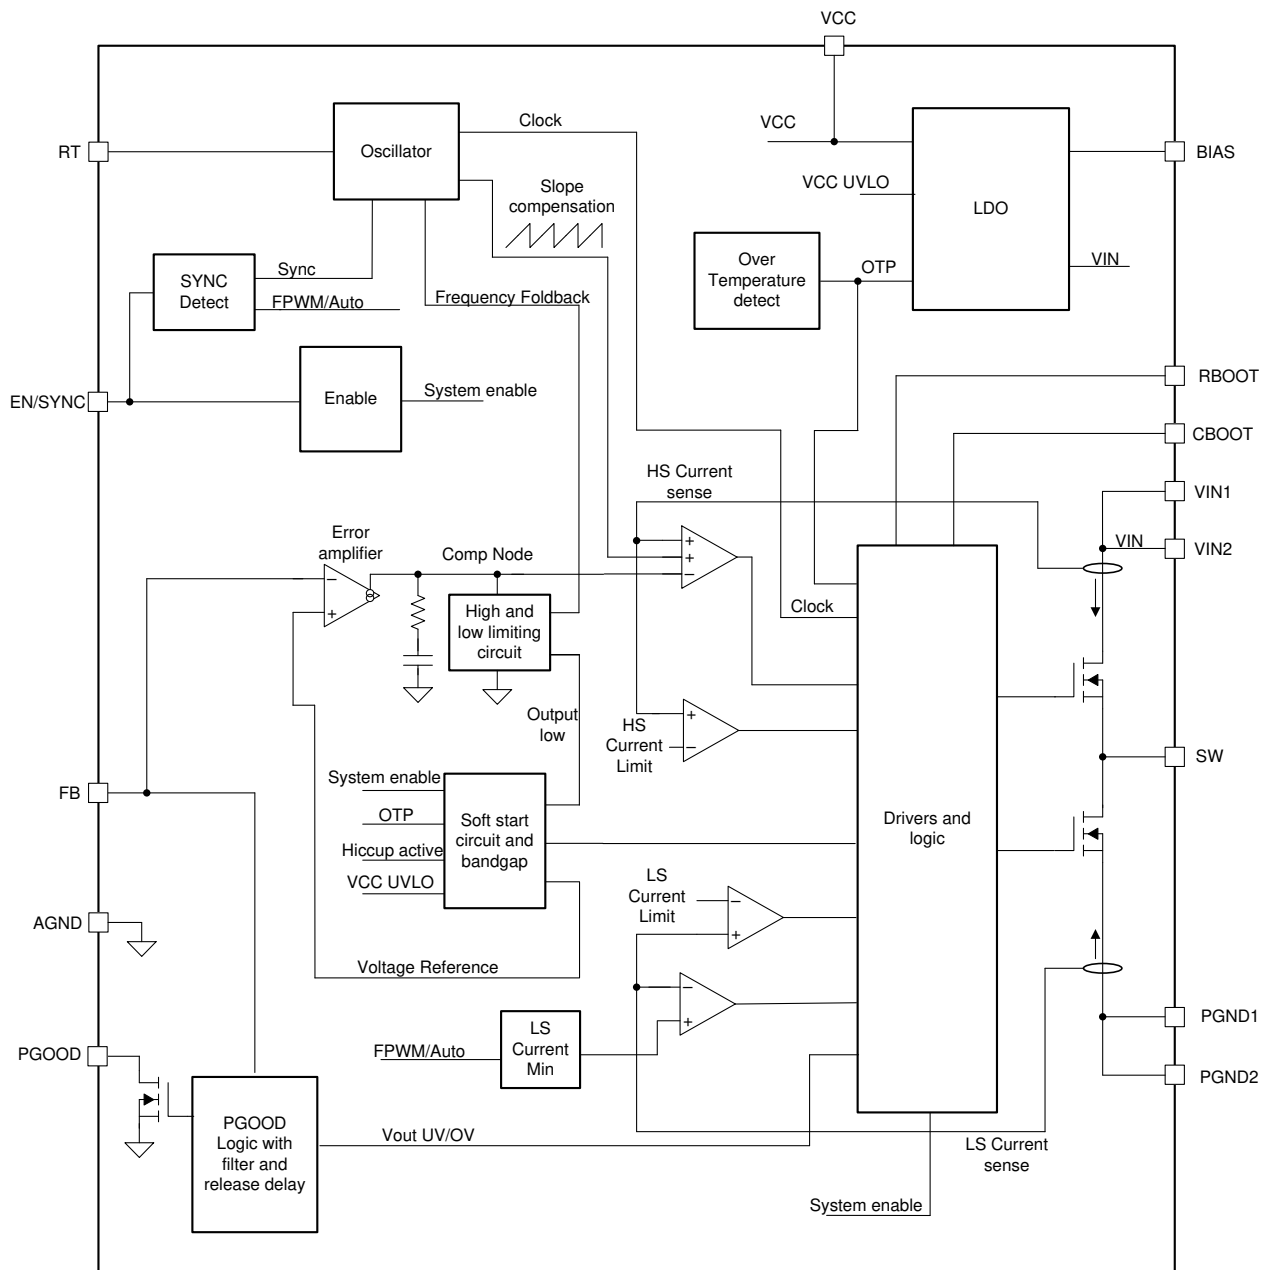 VCC
RT
Oscillator
Clock
Slope
compensation
VCC
VCC UVLO
LDO
BIAS
SYNC
Detect
Sync
FPWM/Auto
Frequency Foldback
Over
Temperature
detect
OTP
VIN
EN/SYNC
Enable
System enable
RBOOT
CBOOT
HS Current
sense
VIN1
VIN
VIN2
Error
amplifier
Comp Node
−
+
+
+
−
High and
low limiting
circuit
Clock
Output
low
+
−
HS
Current
Limit
SW
FB
System enable
OTP
Hiccup active
VCC UVLO
Soft start
circuit and
bandgap
Drivers and
logic
LS
Current
Limit
−
+
AGND
Voltage Reference
−
+
LS
Current
Min
FPWM/Auto
PGND1
PGOOD
PGND2
PGOOD
Logic with
filter and
release delay
Vout UV/OV
LS Current
sense
System enable